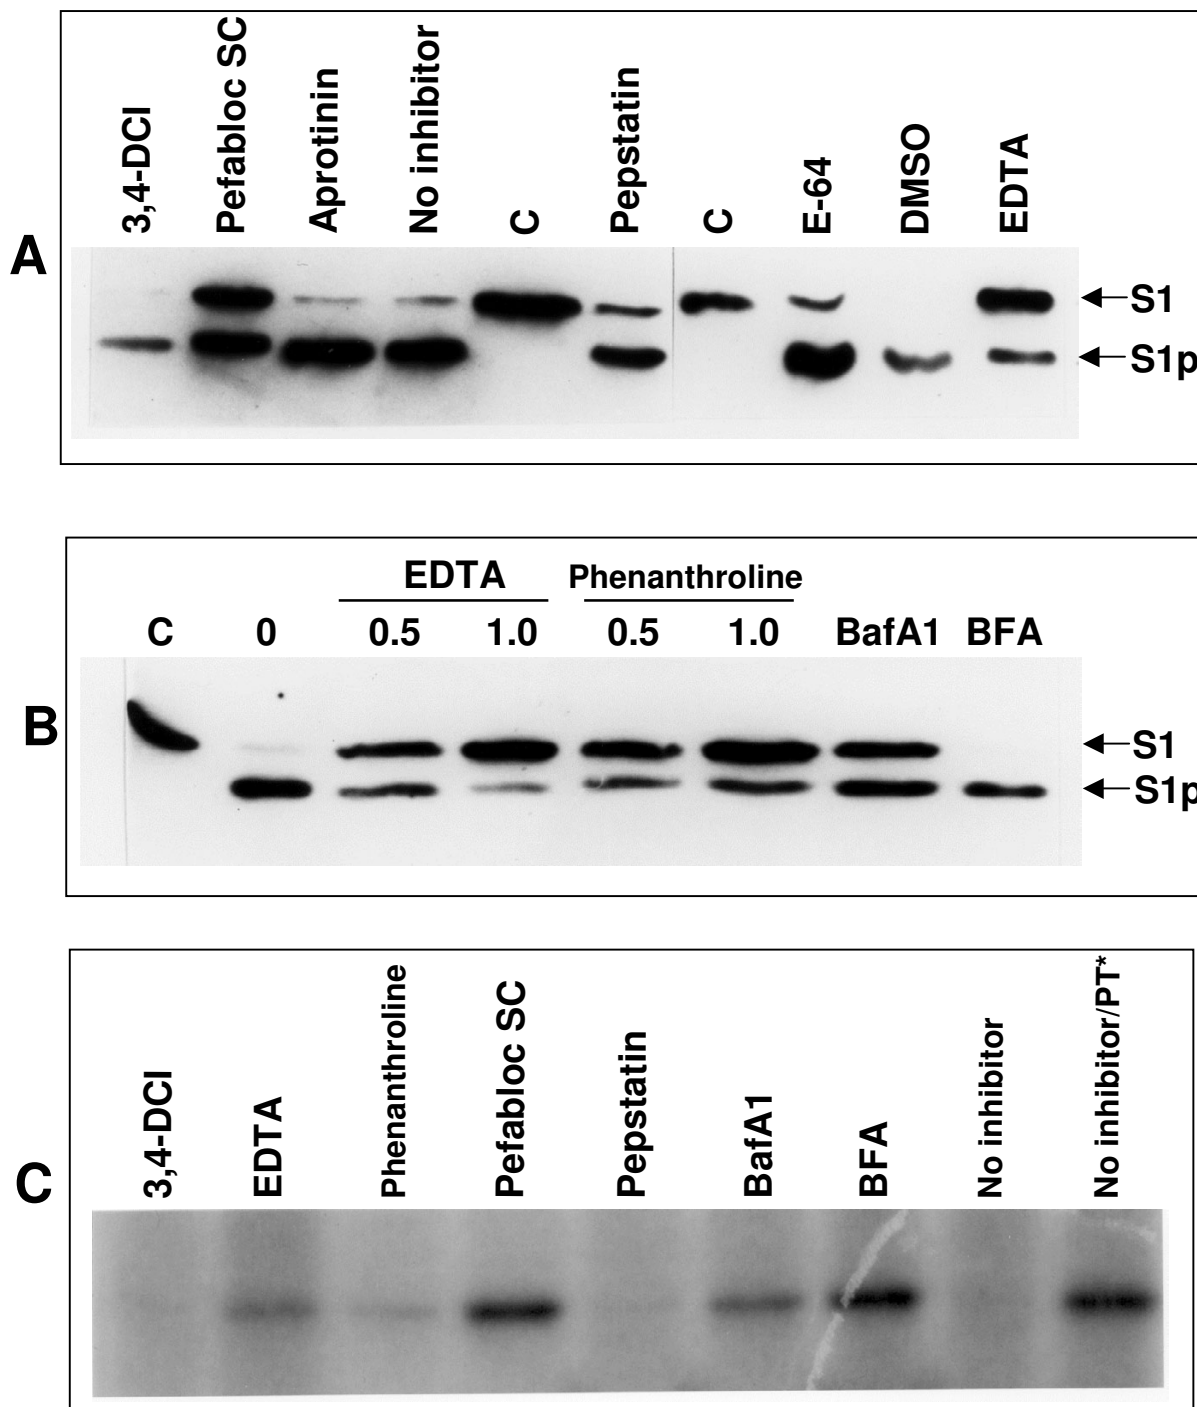 A
3,4-DCI
Pefabloc SC
Aprotinin
No inhibitor
C
Pepstatin
C
E-64
DMSO
EDTA
S1
S1p
B
EDTA Phenanthroline
C 0 0.5 1.0 0.5 1.0 BafA1 BFA
S1
S1p
C
3,4-DCI
EDTA
Phenanthroline
Pefabloc SC
Pepstatin
BafA1
BFA
No inhibitor
No inhibitor/PT*